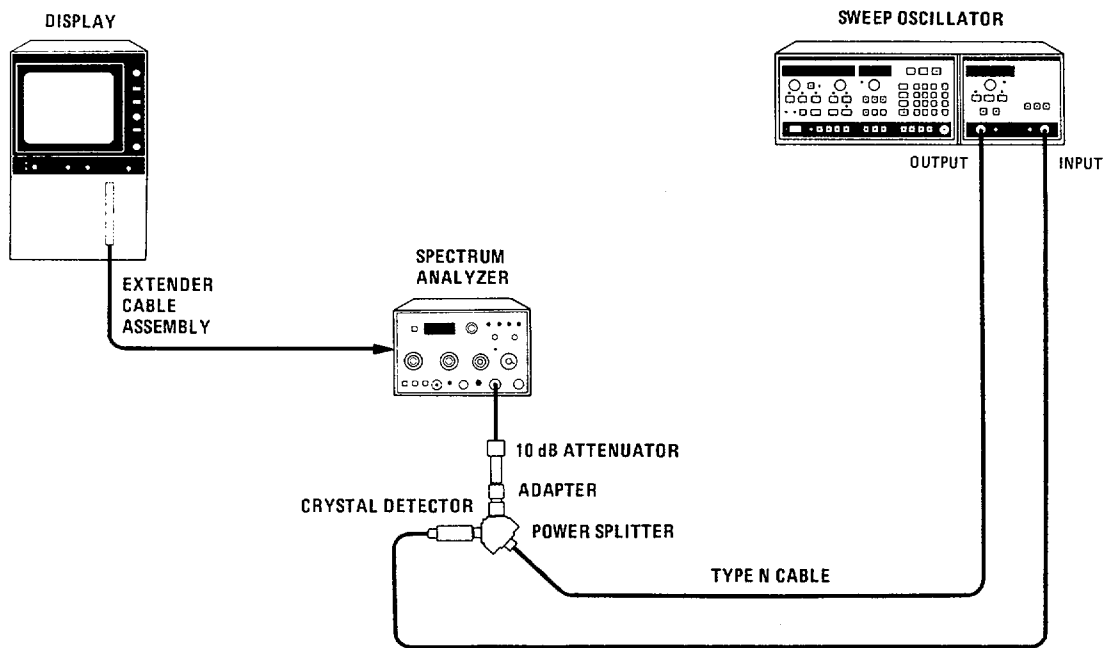 DISPLAY
SWEEP OSCILLATOR
OUTPUT
INPUT
SPECTRUM
ANALYZER
EXTENDER
CABLE
ASSEMBLY
10 dB ATTENUATOR
ADAPTER
CRYSTAL DETECTOR
POWER SPLITTER
TYPE N CABLE